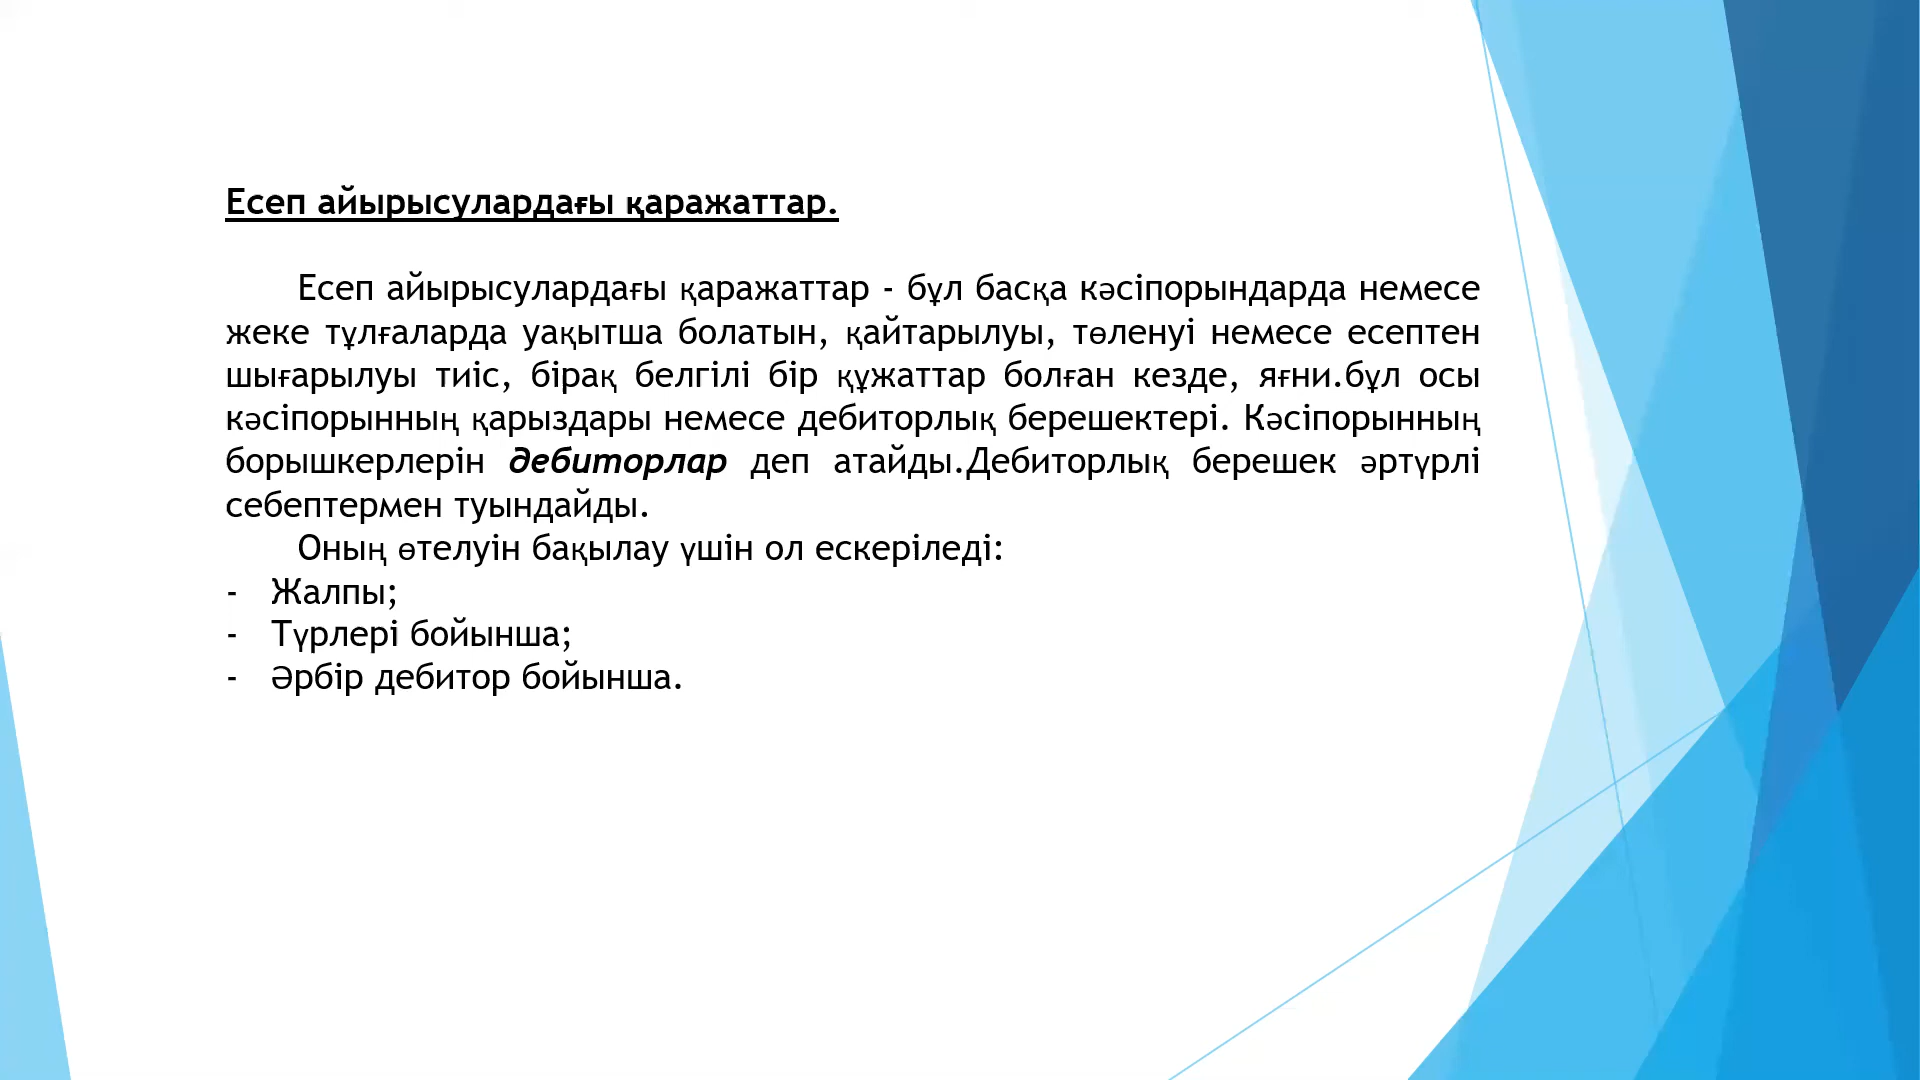 Есеп айырысулардағы қаражаттар.
Есеп айырысулардағы қаражаттар - бұл басқа кәсіпорындарда немесе
жеке тұлғаларда уақытша болатын, қайтарылуы, төленуі немесе есептен
шығарылуы тиіс, бірақ белгілі бір құжаттар болған кезде, яғни.бұл осы
кәсіпорынның қарыздары немесе дебиторлық берешектері. Кәсіпорынның
борышкерлерін дебиторлар деп атайды.Дебиторлық берешек әртүрлі
себептермен туындайды.
Оның өтелуін бақылау үшін ол ескеріледі:
- Жалпы;
- Түрлері бойынша;
- Әрбір дебитор бойынша.